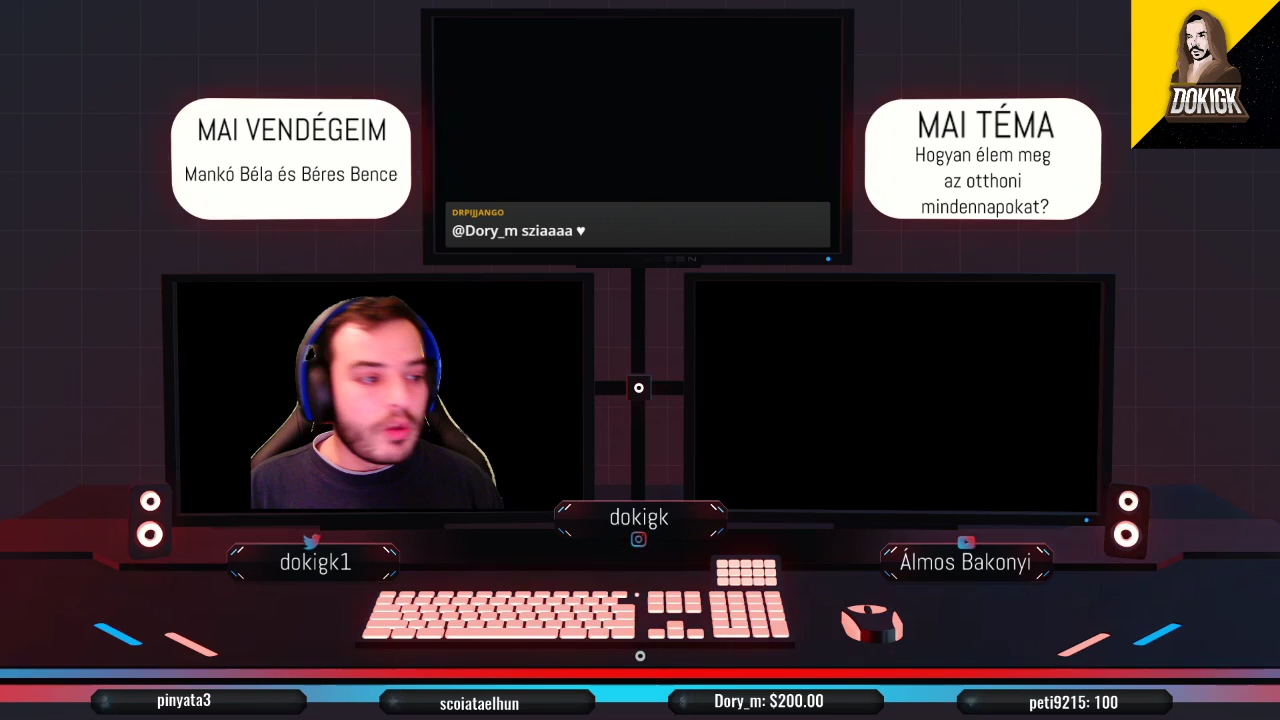 DOKIGK
MAI VENDÉGEIM
Mankó Béla és Béres Bence
MAI TÉMA
Hogyan élem meg
az otthoni
mindennapokat?
DRPIJJANGO
@Dory_m sziaaaa ♥
dokigk
dokigk1
Álmos Bakonyi
pinyata3
scoiataelhun
Dory_m: $200.00
peti9215: 100